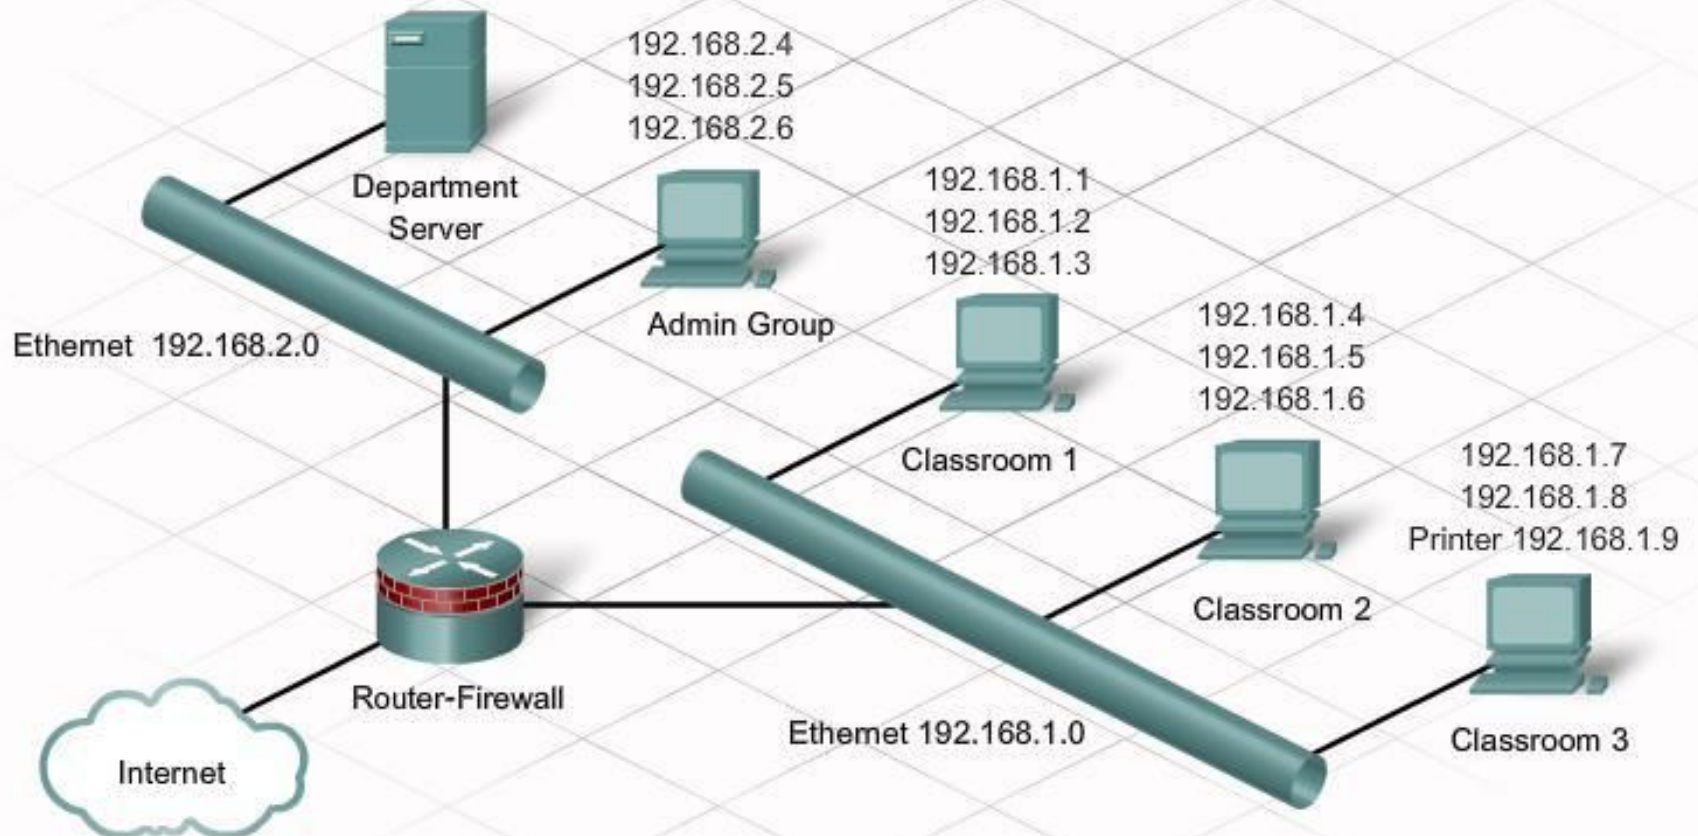 192.168.2.4
192.168.2.5
192.168.2.6
Department
Server
Admin Group
Ethernet 192.168.2.0
192.168.1.1
192.168.1.2
192.168.1.3
Classroom 1
192.168.1.4
192.168.1.5
192.168.1.6
Classroom 2
192.168.1.7
192.168.1.8
Printer 192.168.1.9
Classroom 3
Router-Firewall
Ethernet 192.168.1.0
Internet